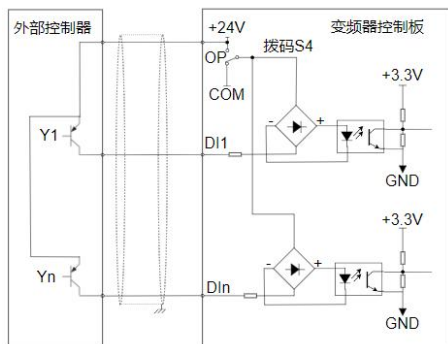 外部控制器
变频器控制板
+24V
拨码S4
OP
COM
+3.3V
Y1
DI1
-
+
GND
+3.3V
Yn
DIn
-
+
GND